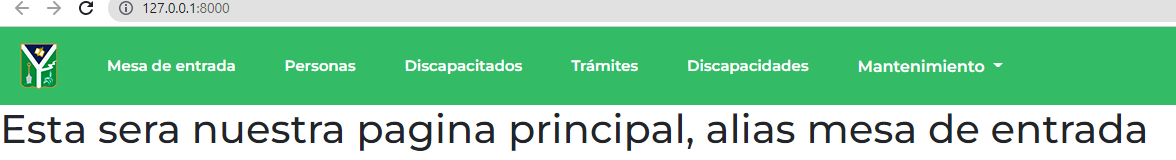 127.0.0.1:8000
Mesa de entrada Personas Discapacitados Trámites Discapacidades Mantenimiento
Esta sera nuestra pagina principal, alias mesa de entrada